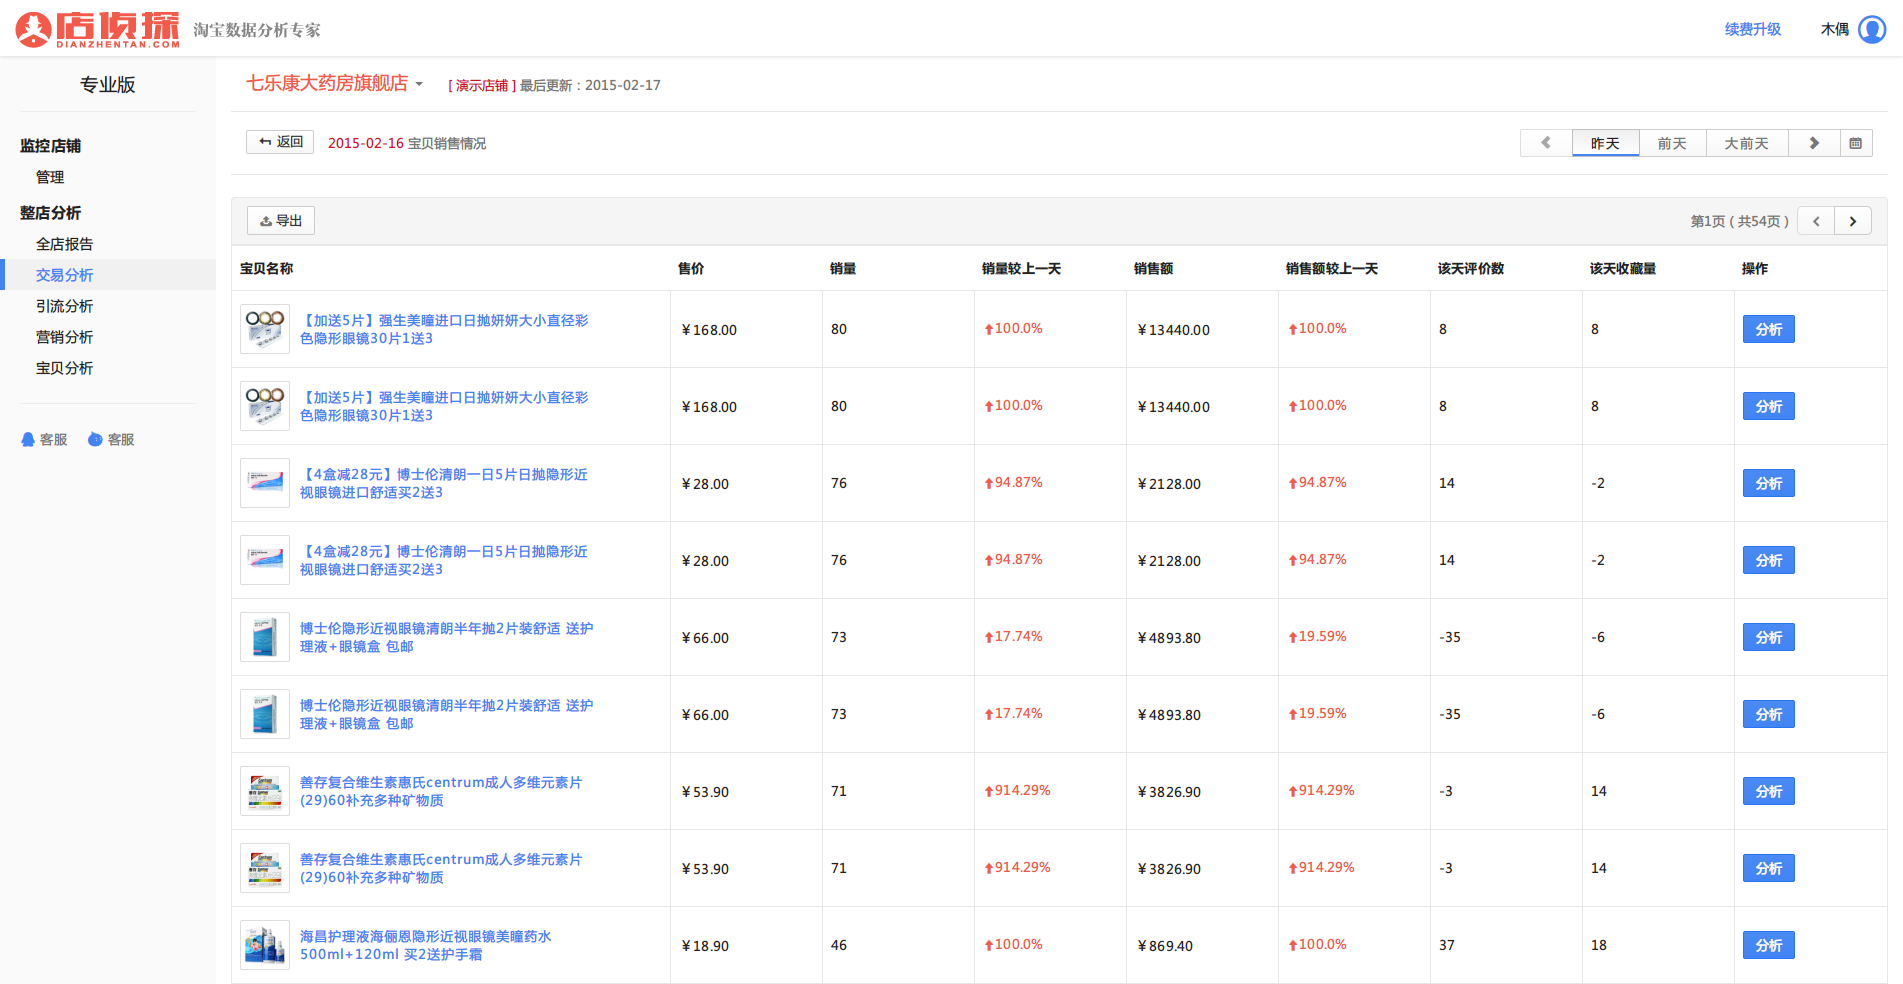 店侦探
DIANZHENTAN.COM
淘宝数据分析专家
续费升级
木偶
专业版
监控店铺
管理
整店分析
全店报告
交易分析
引流分析
营销分析
宝贝分析
客服 客服
七乐康大药房旗舰店 [ 演示店铺 ] 最后更新：2015-02-17
返回 2015-02-16 宝贝销售情况
昨天 前天 大前天
导出
第1页 ( 共54页 )
宝贝名称 售价 销量 销量较上一天 销售额 销售额较上一天 该天评价数 该天收藏量 操作
【加送5片】强生美瞳进口日抛妍妍大小直径彩
色隐形眼镜30片1送3
¥168.00 80 100.0% ¥13440.00 100.0% 8 8 分析
【加送5片】强生美瞳进口日抛妍妍大小直径彩
色隐形眼镜30片1送3
¥168.00 80 100.0% ¥13440.00 100.0% 8 8 分析
【4盒减28元】博士伦清朗一日5片日抛隐形近
视眼镜进口舒适买2送3
¥28.00 76 94.87% ¥2128.00 94.87% 14 -2 分析
【4盒减28元】博士伦清朗一日5片日抛隐形近
视眼镜进口舒适买2送3
¥28.00 76 94.87% ¥2128.00 94.87% 14 -2 分析
博士伦隐形近视眼镜清朗半年抛2片装舒适 送护
理液+眼镜盒 包邮
¥66.00 73 17.74% ¥4893.80 19.59% -35 -6 分析
博士伦隐形近视眼镜清朗半年抛2片装舒适 送护
理液+眼镜盒 包邮
¥66.00 73 17.74% ¥4893.80 19.59% -35 -6 分析
善存复合维生素惠氏centrum成人多维元素片
(29)60补充多种矿物质
¥53.90 71 914.29% ¥3826.90 914.29% -3 14 分析
善存复合维生素惠氏centrum成人多维元素片
(29)60补充多种矿物质
¥53.90 71 914.29% ¥3826.90 914.29% -3 14 分析
海昌护理液海俪恩隐形近视眼镜美瞳药水
500ml+120ml 买2送护手霜
¥18.90 46 100.0% ¥869.40 100.0% 37 18 分析